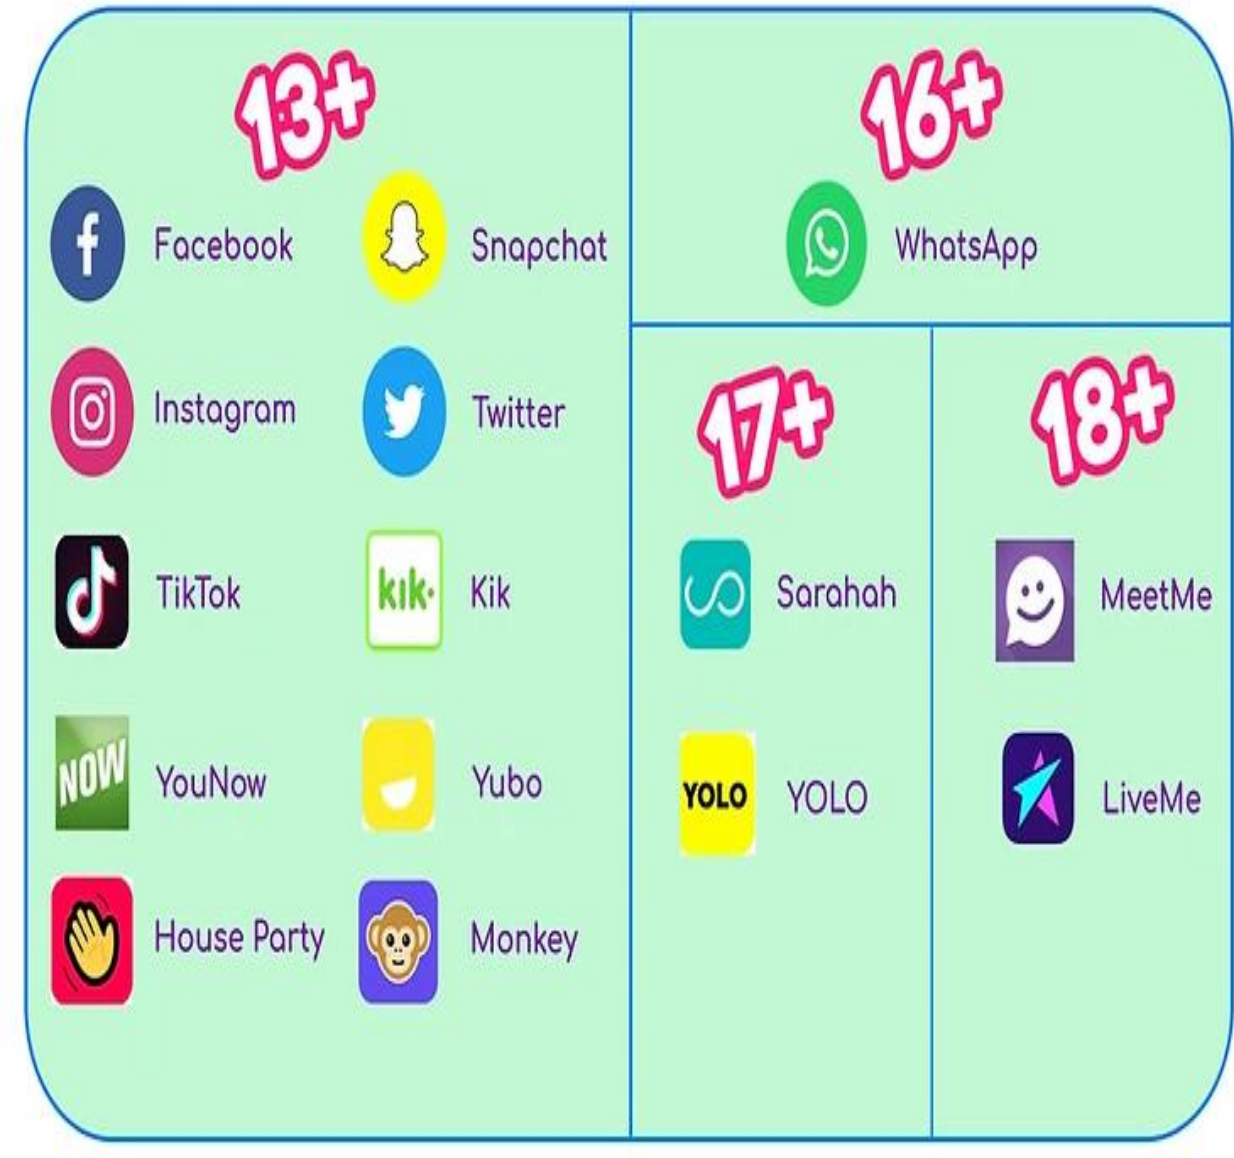 13+
f Facebook
Snapchat
Instagram
Twitter
TikTok
kik. Kik
NOW YouNow
Yubo
House Party
Monkey
16+
WhatsApp
17+
Sarahah
YOLO YOLO
18+
MeetMe
LiveMe